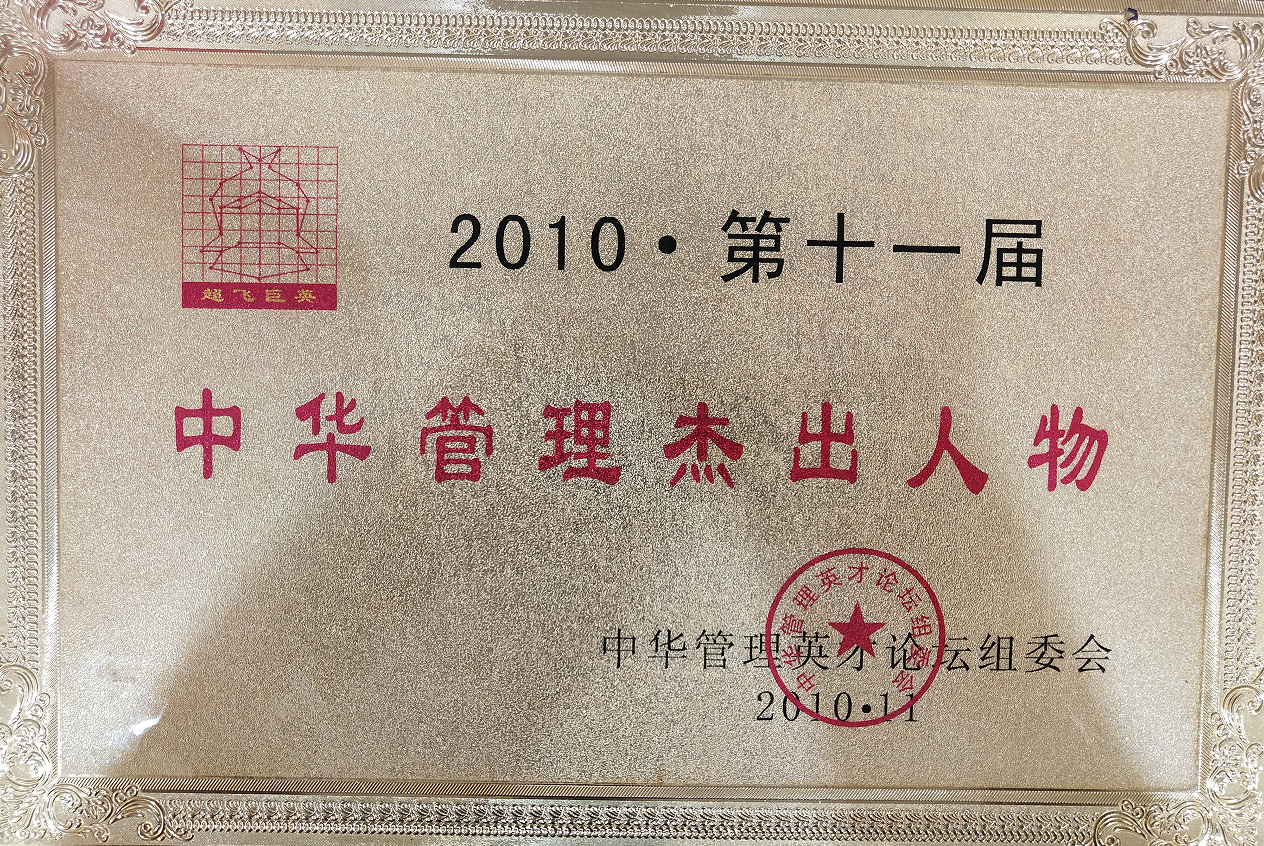 2010·第十一届
超飞巨英
中华管理杰出人物
中华管理英才论坛组委会
中华管理英才论坛组委会
2010·11